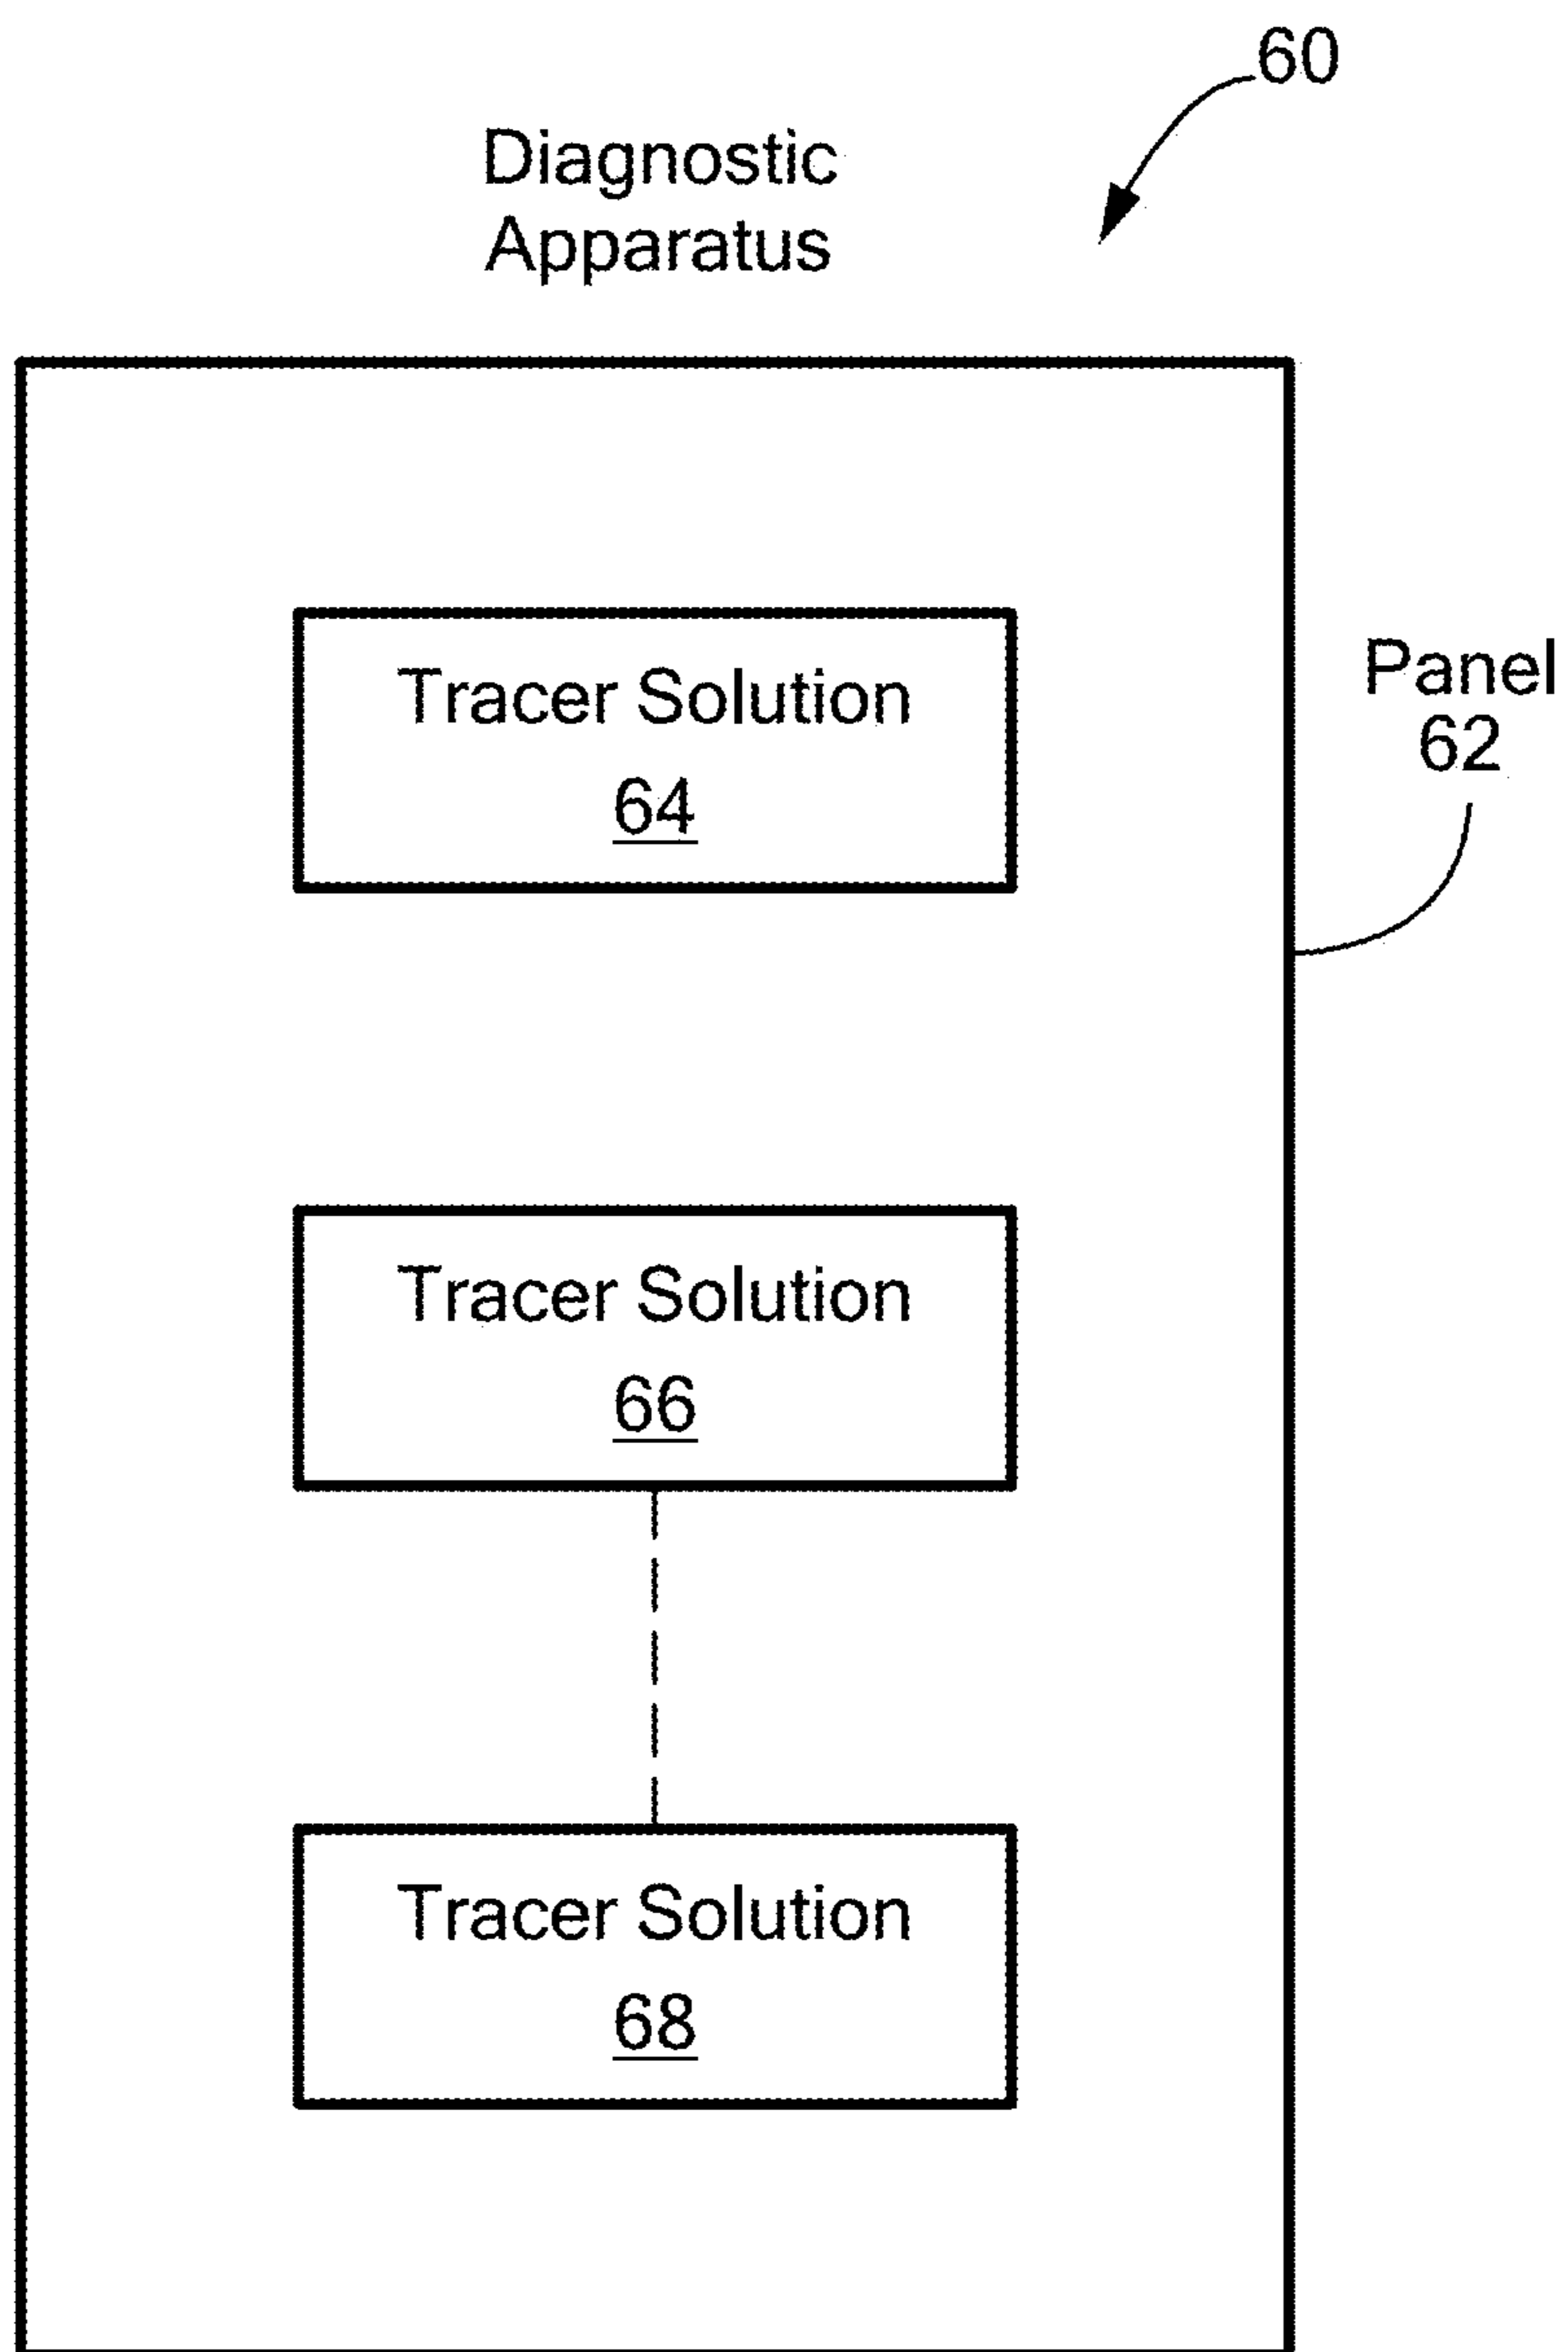 60
Diagnostic
Apparatus
Tracer Solution
64
Panel
62
Tracer Solution
66
Tracer Solution
68